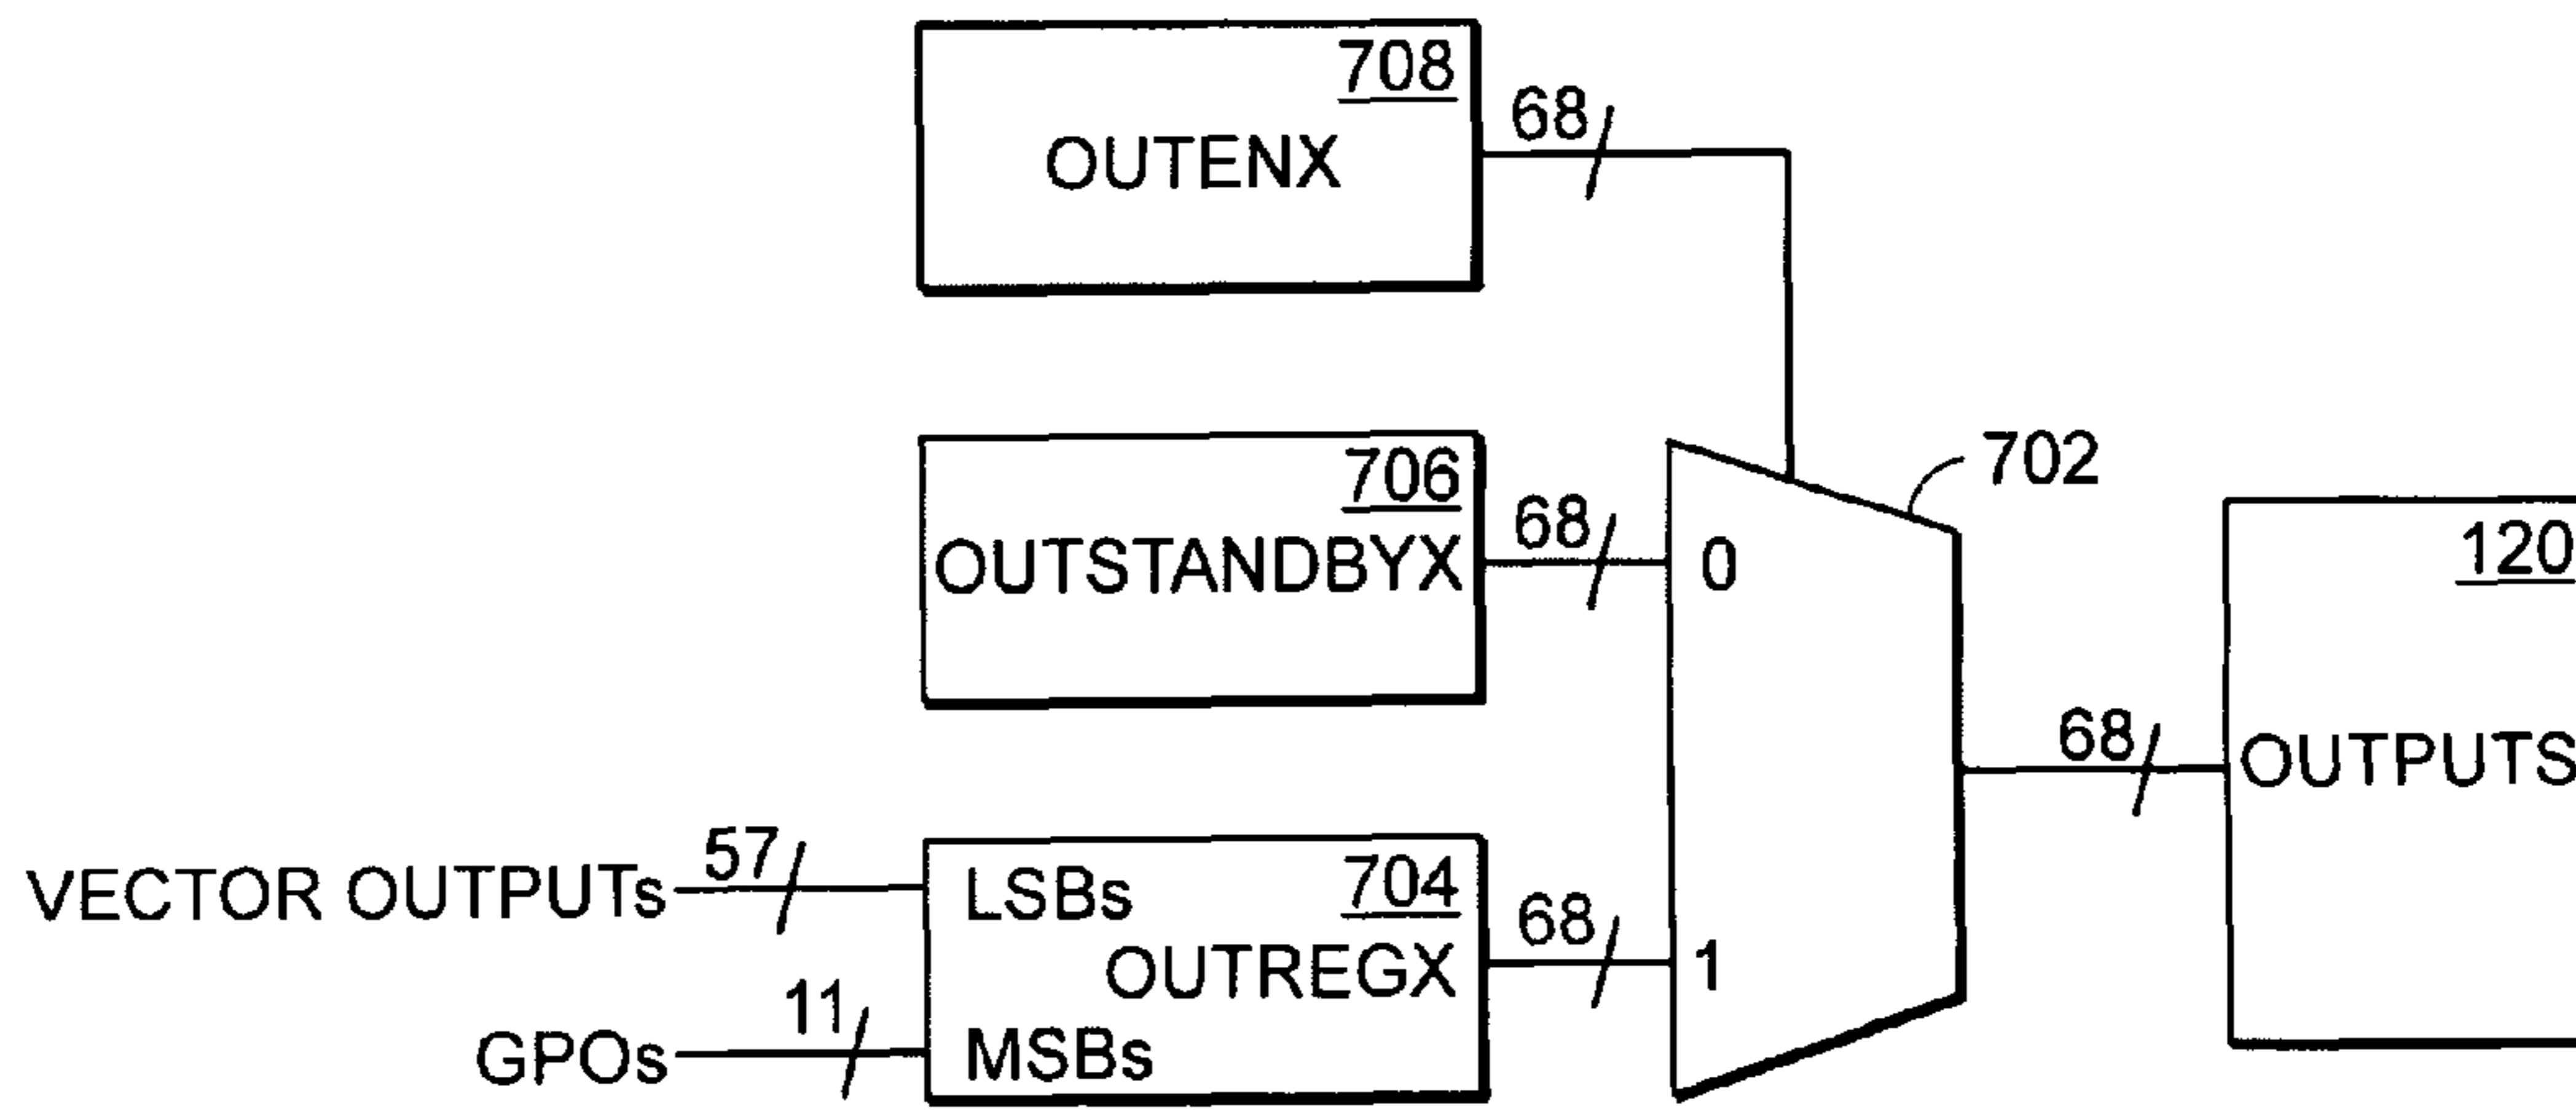 708
68
OUTENX
702
706
68
OUTSTANDBYX
0
120
68
OUTPUTS
57
VECTOR OUTPUTs
LSBs
704
68
OUTREGX
1
11
GPOs
MSBs